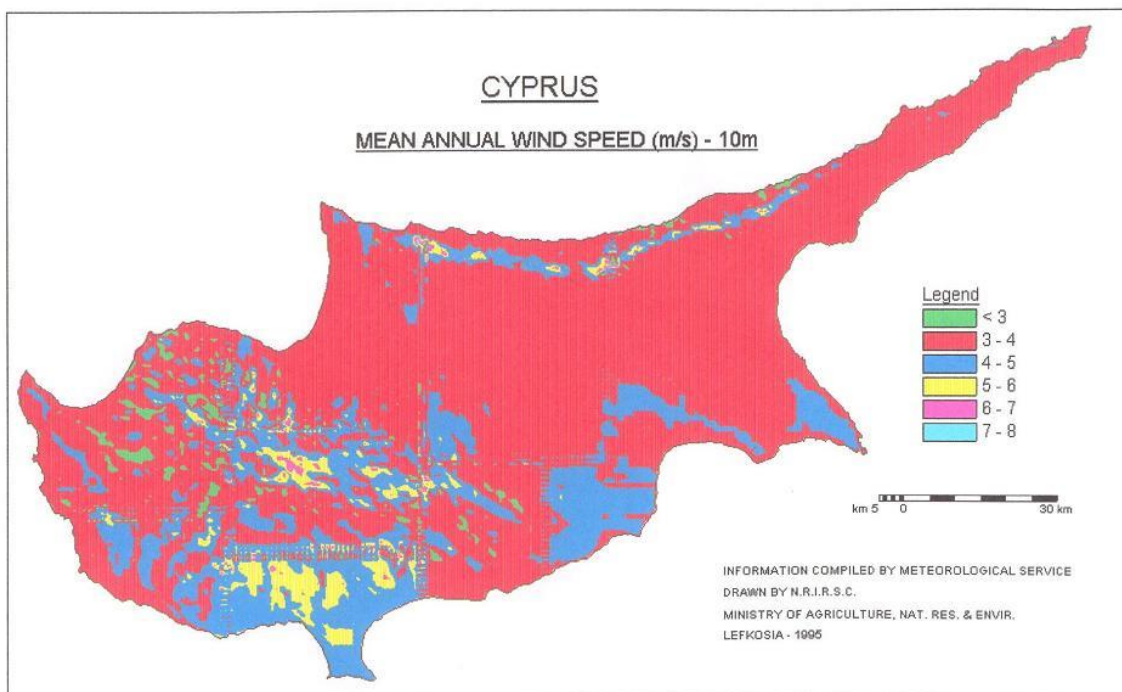 CYPRUS
MEAN ANNUAL WIND SPEED (m/s) - 10m
Legend
< 3
3 - 4
4 - 5
5 - 6
6 - 7
7 - 8
km 5 0 30 km
INFORMATION COMPILED BY METEOROLOGICAL SERVICE
DRAWN BY N.R.I.R.S.C.
MINISTRY OF AGRICULTURE, NAT. RES. & ENVIR.
LEFKOSIA - 1995